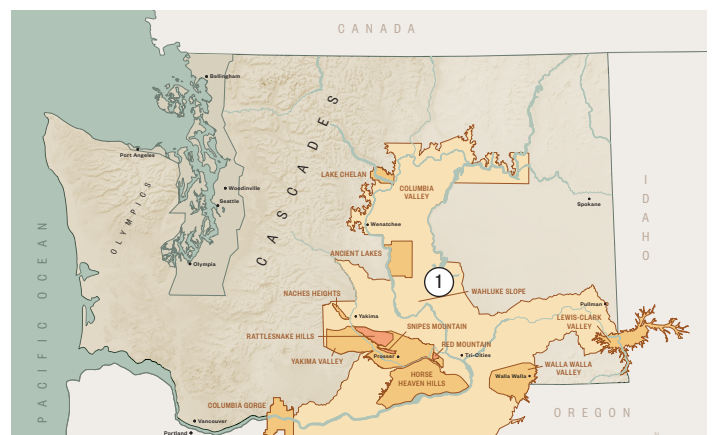 CANADA
Bellingham
Port Angeles
CASCADES
OLYMPICS
Woodinville
Seattle
LAKE CHELAN
COLUMBIA
VALLEY
Spokane
IDAHO
Wenatchee
PACIFIC OCEAN
Olympia
ANCIENT LAKES
1
NACHES HEIGHTS
WAHLUKE SLOPE
Pullman
Yakima
LEWIS-CLARK
VALLEY
RATTLESNAKE HILLS
SNIPES MOUNTAIN
RED MOUNTAIN
YAKIMA VALLEY
Prosser
Tri-Cities
WALLA WALLA
VALLEY
HORSE
HEAVEN HILLS
Walla Walla
COLUMBIA GORGE
OREGON
Vancouver
Portland